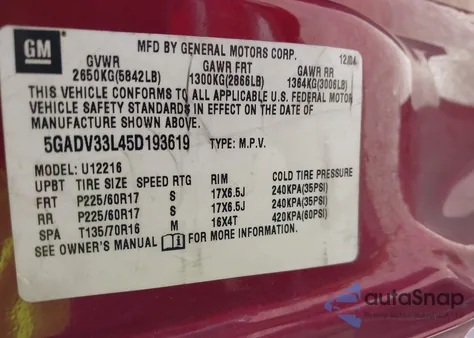 GM
MFD BY GENERAL MOTORS CORP. 12/04
GVWR GAWR FRT GAWR RR
2650KG(5842LB) 1300KG(2866LB) 1364KG(3006LB)
THIS VEHICLE CONFORMS TO ALL APPLICABLE U.S. FEDERAL MOTOR
VEHICLE SAFETY STANDARDS IN EFFECT ON THE DATE OF
MANUFACTURE SHOWN ABOVE.
5GADV33L45D193619 TYPE: M.P.V.
MODEL: U12216
UPBT TIRE SIZE SPEED RTG RIM COLD TIRE PRESSURE
FRT P225/60R17 S 17X6.5J 240KPA(35PSI)
RR P225/60R17 S 17X6.5J 240KPA(35PSI)
SPA T135/70R16 M 16X4T 420KPA(60PSI)
SEE OWNER'S MANUAL FOR MORE INFORMATION.
autoSnap